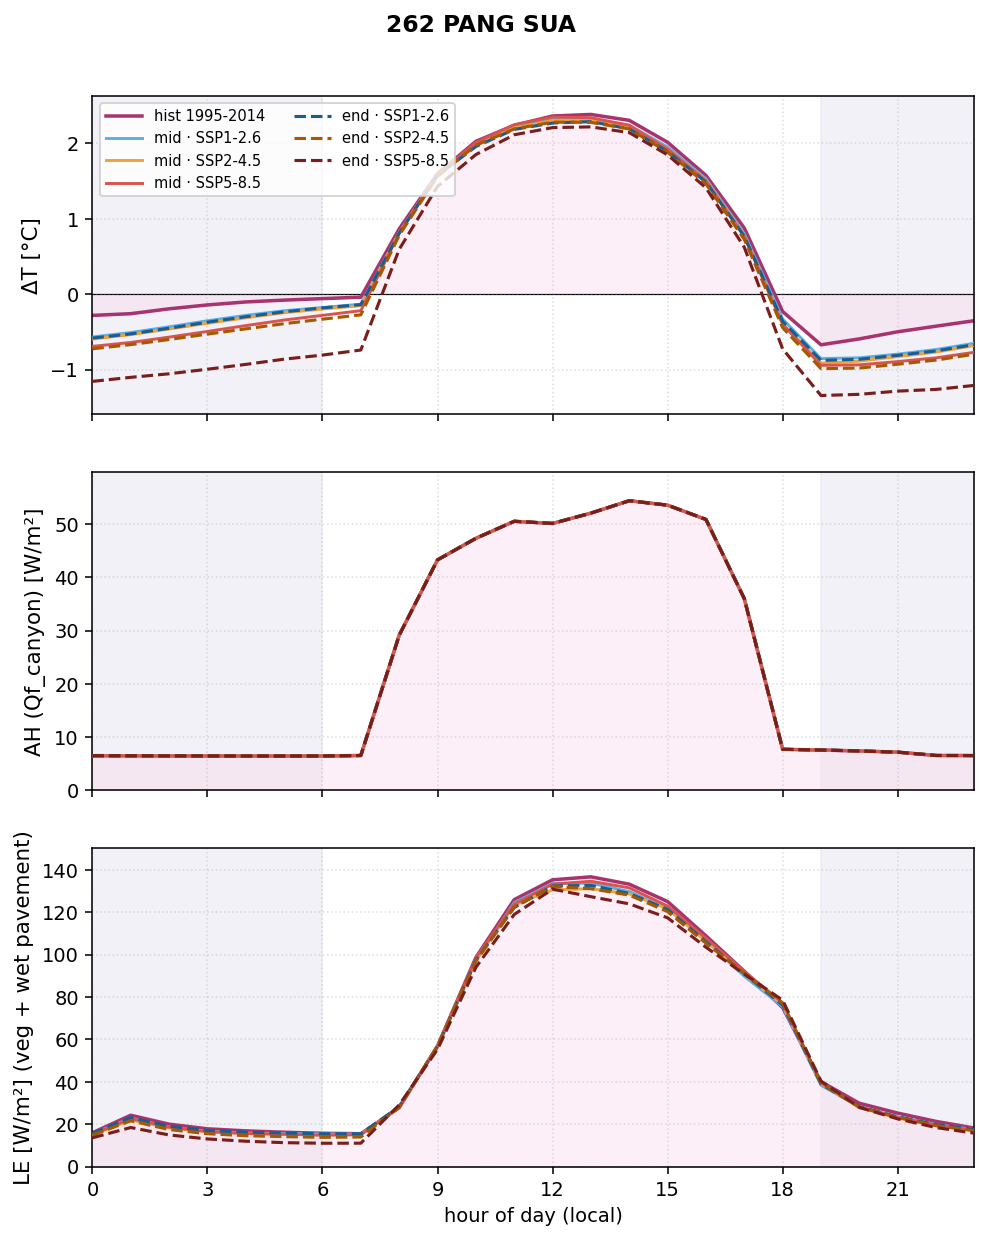 262 PANG SUA
hist 1995-2014
mid · SSP1-2.6
mid · SSP2-4.5
mid · SSP5-8.5
end · SSP1-2.6
end · SSP2-4.5
end · SSP5-8.5
ΔT [°C]
2
1
0
−1
AH (Qf_canyon) [W/m²]
50
40
30
20
10
0
LE [W/m²] (veg + wet pavement)
140
120
100
80
60
40
20
0
0 3 6 9 12 15 18 21
hour of day (local)